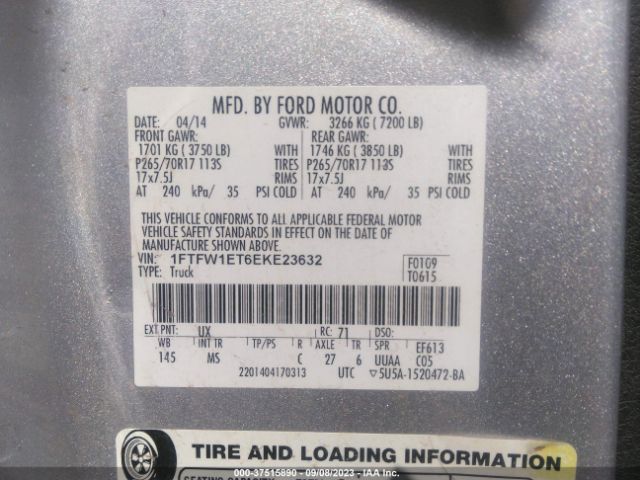 MFD. BY FORD MOTOR CO.
DATE: 04/14 GVWR: 3266 KG ( 7200 LB)
FRONT GAWR: REAR GAWR:
1701 KG ( 3750 LB) WITH 1746 KG ( 3850 LB) WITH
P265/70R17 113S TIRES P265/70R17 113S TIRES
17x7.5J RIMS 17x7.5J RIMS
AT 240 kPa/ 35 PSI COLD AT 240 kPa/ 35 PSI COLD
THIS VEHICLE CONFORMS TO ALL APPLICABLE FEDERAL MOTOR
VEHICLE SAFETY STANDARDS IN EFFECT ON THE DATE OF
MANUFACTURE SHOWN ABOVE.
VIN: 1FTFW1ET6EKE23632 F0109
TYPE: Truck T0615
EXT PNT: UX RC: 71 DSO:
WB INT TR TP/PS R AXLE TR SPR EF613
145 MS C 27 6 UUAA C05
2201404170313 UTC ▽5U5A-1520472-BA
TIRE AND LOADING INFORMATION
SEATING CAPACITY
000-37515890 - 09/08/2023 - IAA Inc.